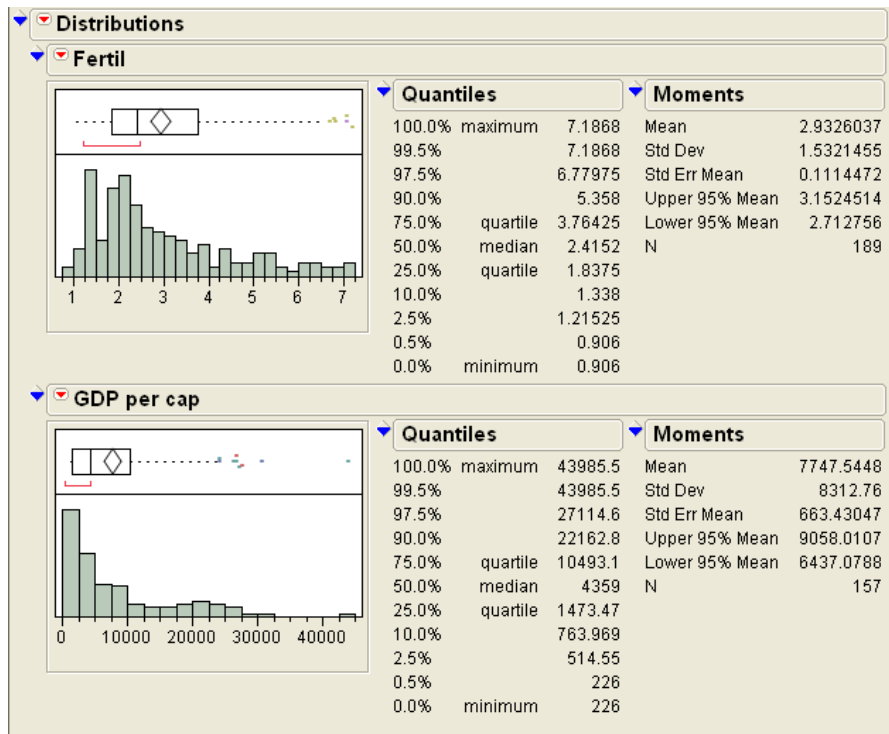 Distributions
Fertil
Quantiles
100.0% maximum 7.1868
99.5% 7.1868
97.5% 6.77975
90.0% 5.358
75.0% quartile 3.76425
50.0% median 2.4152
25.0% quartile 1.8375
10.0% 1.338
2.5% 1.21525
0.5% 0.906
0.0% minimum 0.906
Moments
Mean 2.9326037
Std Dev 1.5321455
Std Err Mean 0.1114472
Upper 95% Mean 3.1524514
Lower 95% Mean 2.712756
N 189
1 2 3 4 5 6 7
GDP per cap
Quantiles
100.0% maximum 43985.5
99.5% 43985.5
97.5% 27114.6
90.0% 22162.8
75.0% quartile 10493.1
50.0% median 4359
25.0% quartile 1473.47
10.0% 763.969
2.5% 514.55
0.5% 226
0.0% minimum 226
Moments
Mean 7747.5448
Std Dev 8312.76
Std Err Mean 663.43047
Upper 95% Mean 9058.0107
Lower 95% Mean 6437.0788
N 157
0 10000 20000 30000 40000